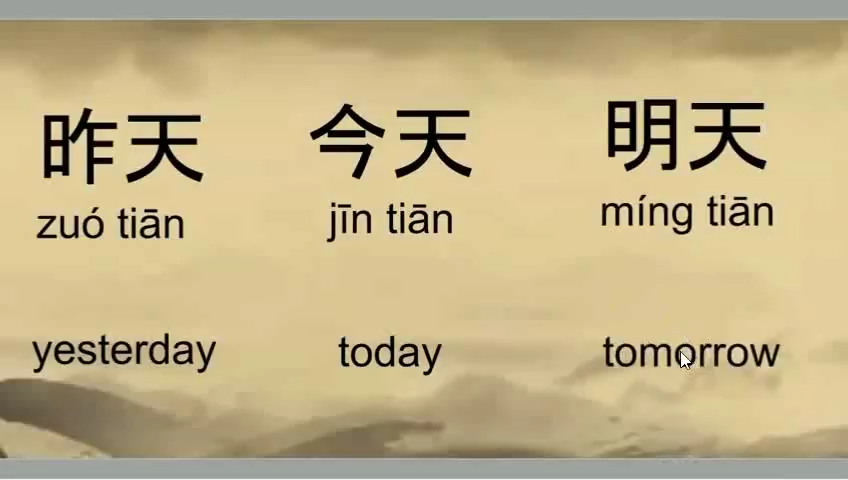 昨天 今天 明天
zuó tiān jīn tiān míng tiān
yesterday today tomorrow